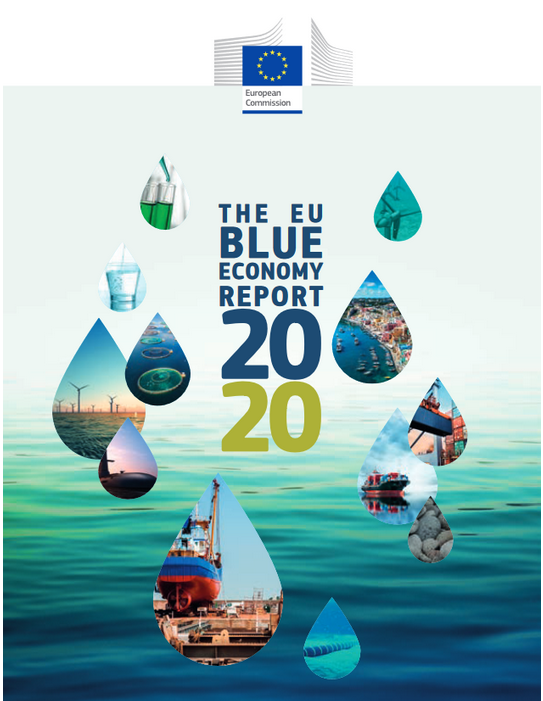 European
Commission
THE EU
BLUE
ECONOMY
REPORT
20
20